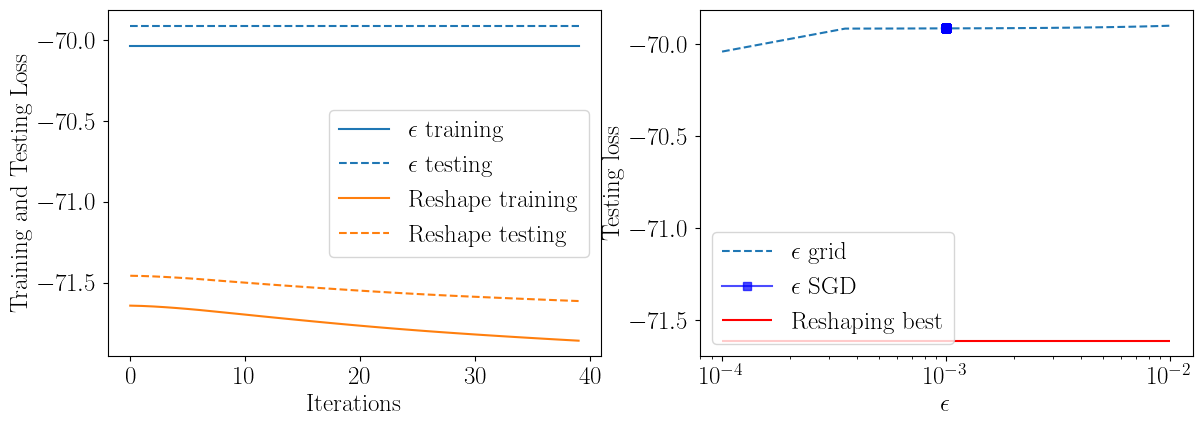 Training and Testing Loss
−70.0
−70.5
−71.0
−71.5
ϵ training
ϵ testing
Reshape training
Reshape testing
0
10
20
30
40
Iterations
Testing loss
−70.0
−70.5
−71.0
−71.5
ϵ grid
ϵ SGD
Reshaping best
10⁻⁴
10⁻³
10⁻²
ϵ